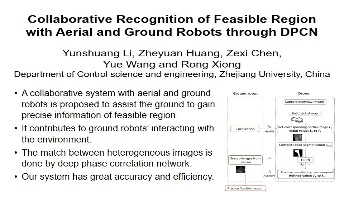 Collaborative Recognition of Feasible Region
with Aerial and Ground Robots through DPCN
Yunshuang Li, Zheyuan Huang, Zexi Chen,
Yue Wang and Rong Xiong
Department of Control science and engineering, Zhejiang University, China
• A collaborative system with aerial and ground
robots is proposed to assist the ground to gain
precise information of feasible region.
• It contributes to ground robots' interacting with
the environment.
• The match between heterogeneous images is
done by deep phase correlation network.
• Our system has great accuracy and efficiency.
Ground robot
Drone